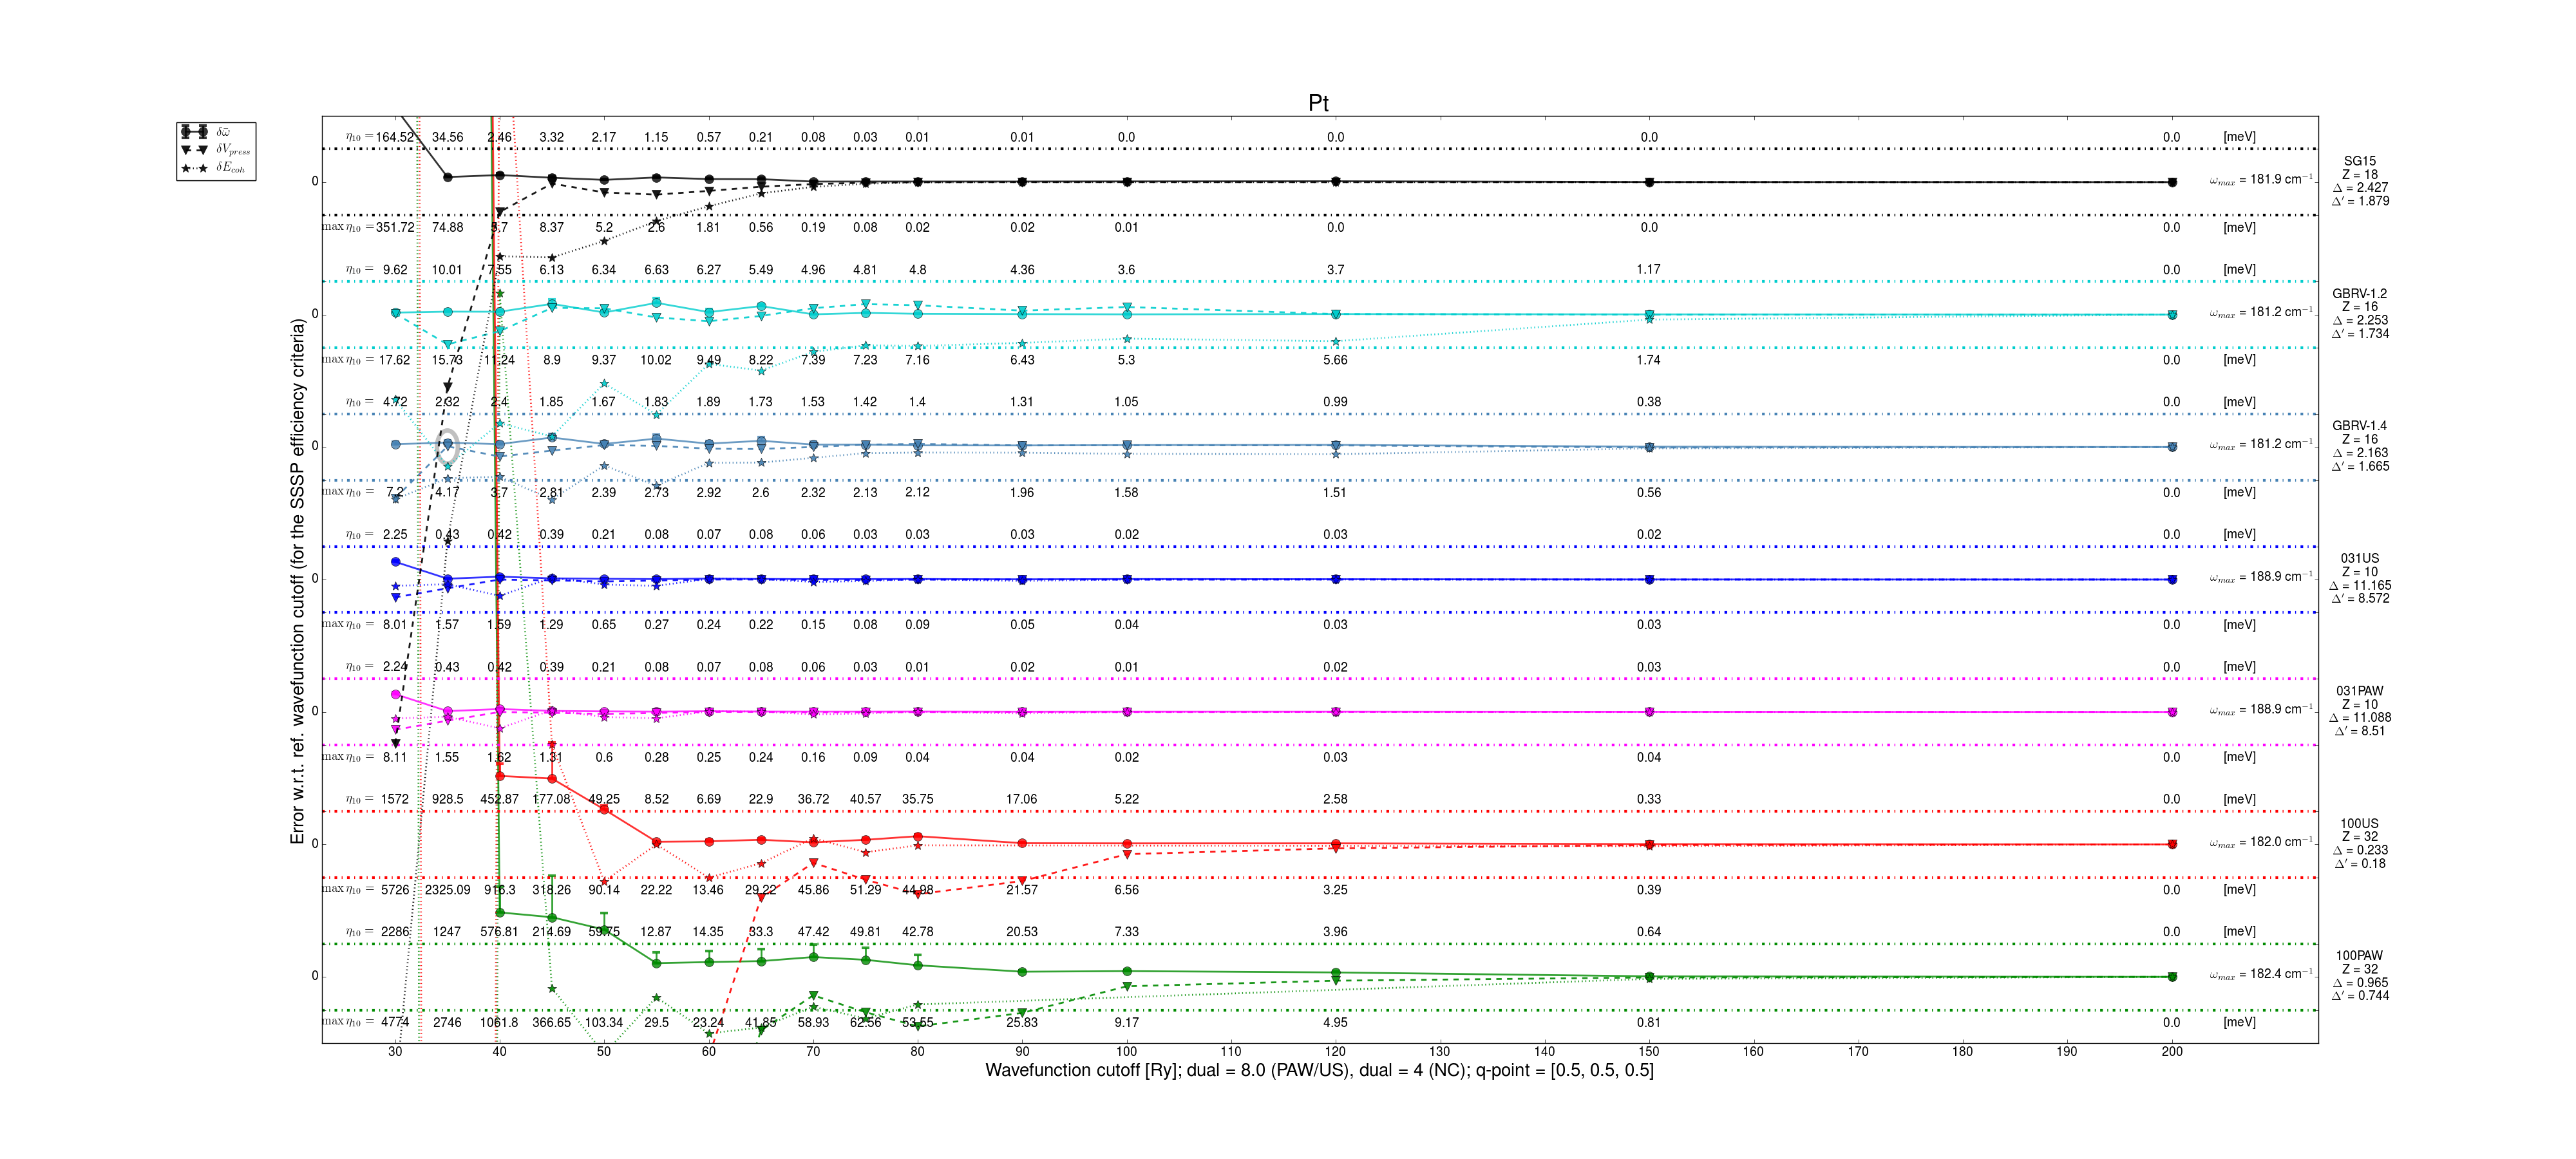 Pt
δω̄
δV_press
δE_coh
Error w.r.t. ref. wavefunction cutoff (for the SSSP efficiency criteria)
η₁₀ = 164.52 34.56 2.46 3.32 2.17 1.15 0.57 0.21 0.08 0.03 0.01 0.01 0.0 0.0 0.0 0.0 [meV]
0 ω_max = 181.9 cm⁻¹
SG15
Z = 18
Δ = 2.427
Δ′ = 1.879
max η₁₀ = 351.72 74.88 5.7 8.37 5.2 2.6 1.81 0.56 0.19 0.08 0.02 0.02 0.01 0.0 0.0 0.0 [meV]
η₁₀ = 9.62 10.01 7.55 6.13 6.34 6.63 6.27 5.49 4.96 4.81 4.8 4.36 3.6 3.7 1.17 0.0 [meV]
0 ω_max = 181.2 cm⁻¹
GBRV-1.2
Z = 16
Δ = 2.253
Δ′ = 1.734
max η₁₀ = 17.62 15.73 11.24 8.9 9.37 10.02 9.49 8.22 7.39 7.23 7.16 6.43 5.3 5.66 1.74 0.0 [meV]
η₁₀ = 4.72 2.32 2.4 1.85 1.67 1.83 1.89 1.73 1.53 1.42 1.4 1.31 1.05 0.99 0.38 0.0 [meV]
0 ω_max = 181.2 cm⁻¹
GBRV-1.4
Z = 16
Δ = 2.163
Δ′ = 1.665
max η₁₀ = 7.2 4.17 3.7 2.81 2.39 2.73 2.92 2.6 2.32 2.13 2.12 1.96 1.58 1.51 0.56 0.0 [meV]
η₁₀ = 2.25 0.43 0.42 0.39 0.21 0.08 0.07 0.08 0.06 0.03 0.03 0.03 0.02 0.03 0.02 0.0 [meV]
0 ω_max = 188.9 cm⁻¹
031US
Z = 10
Δ = 11.165
Δ′ = 8.572
max η₁₀ = 8.01 1.57 1.59 1.29 0.65 0.27 0.24 0.22 0.15 0.08 0.09 0.05 0.04 0.03 0.03 0.0 [meV]
η₁₀ = 2.24 0.43 0.42 0.39 0.21 0.08 0.07 0.08 0.06 0.03 0.01 0.02 0.01 0.02 0.03 0.0 [meV]
0 ω_max = 188.9 cm⁻¹
031PAW
Z = 10
Δ = 11.088
Δ′ = 8.51
max η₁₀ = 8.11 1.55 1.62 1.31 0.6 0.28 0.25 0.24 0.16 0.09 0.04 0.04 0.02 0.03 0.04 0.0 [meV]
η₁₀ = 1572 928.5 452.87 177.08 49.25 8.52 6.69 22.9 36.72 40.57 35.75 17.06 5.22 2.58 0.33 0.0 [meV]
0 ω_max = 182.0 cm⁻¹
100US
Z = 32
Δ = 0.233
Δ′ = 0.18
max η₁₀ = 5726 2325.09 916.3 318.26 90.14 22.22 13.46 29.22 45.86 51.29 44.98 21.57 6.56 3.25 0.39 0.0 [meV]
η₁₀ = 2286 1247 576.81 214.69 59.75 12.87 14.35 33.3 47.42 49.81 42.78 20.53 7.33 3.96 0.64 0.0 [meV]
0 ω_max = 182.4 cm⁻¹
100PAW
Z = 32
Δ = 0.965
Δ′ = 0.744
max η₁₀ = 4774 2746 1061.8 366.65 103.34 29.5 23.24 41.85 58.93 62.56 53.55 25.83 9.17 4.95 0.81 0.0 [meV]
30 40 50 60 70 80 90 100 110 120 130 140 150 160 170 180 190 200
Wavefunction cutoff [Ry]; dual = 8.0 (PAW/US), dual = 4 (NC); q-point = [0.5, 0.5, 0.5]